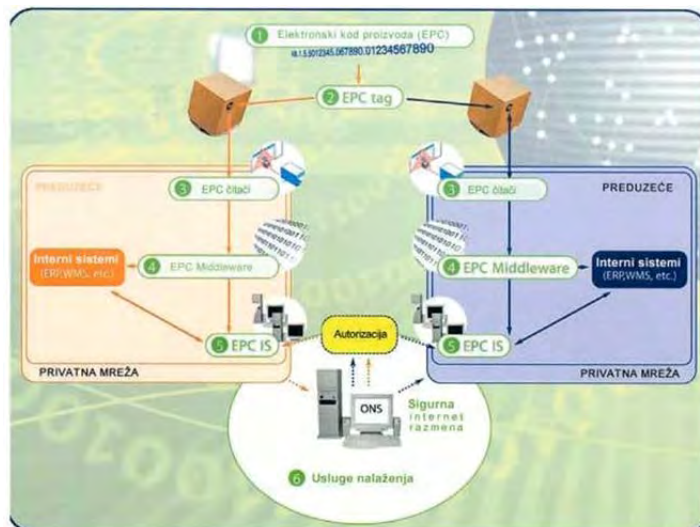 1 Elektronski kod proizvoda (EPC)
2 EPC tag
PREDUZEĆE
3 EPC čitači
Interni sistemi
(ERP,WMS, etc.)
4 EPC Middleware
5 EPC IS
PRIVATNA MREŽA
3 EPC čitači
PREDUZEĆE
4 EPC Middleware
Interni sistemi
(ERP,WMS, etc.)
5 EPC IS
PRIVATNA MREŽA
Autorizacija
ONS
Sigurna
internet
razmena
6 Usluge nalaženja